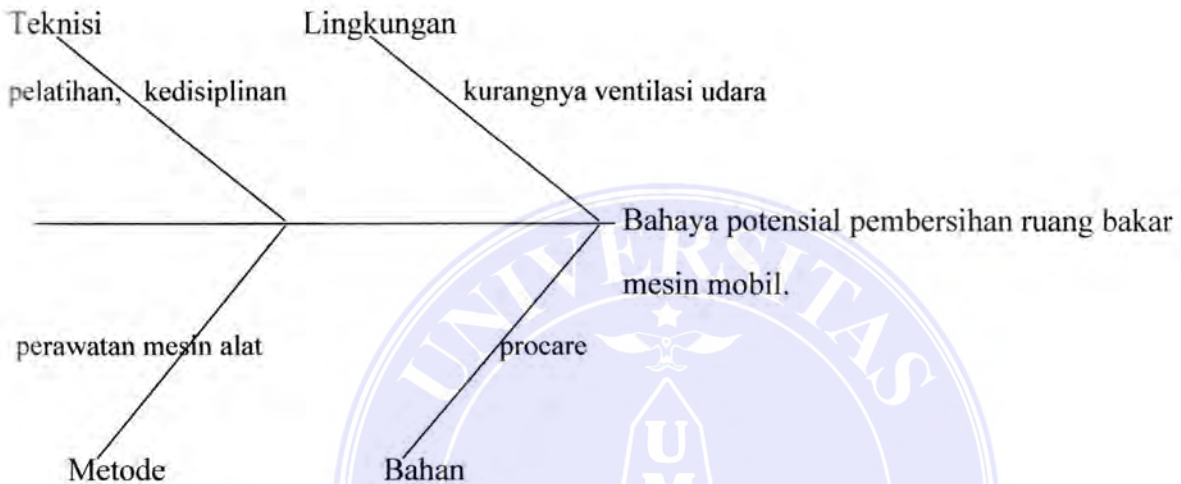 Teknisi Lingkungan
pelatihan, kedisiplinan kurangnya ventilasi udara
Bahaya potensial pembersihan ruang bakar
mesin mobil.
perawatan mesin alat procare
Metode Bahan
UNIVERSITAS
U
M